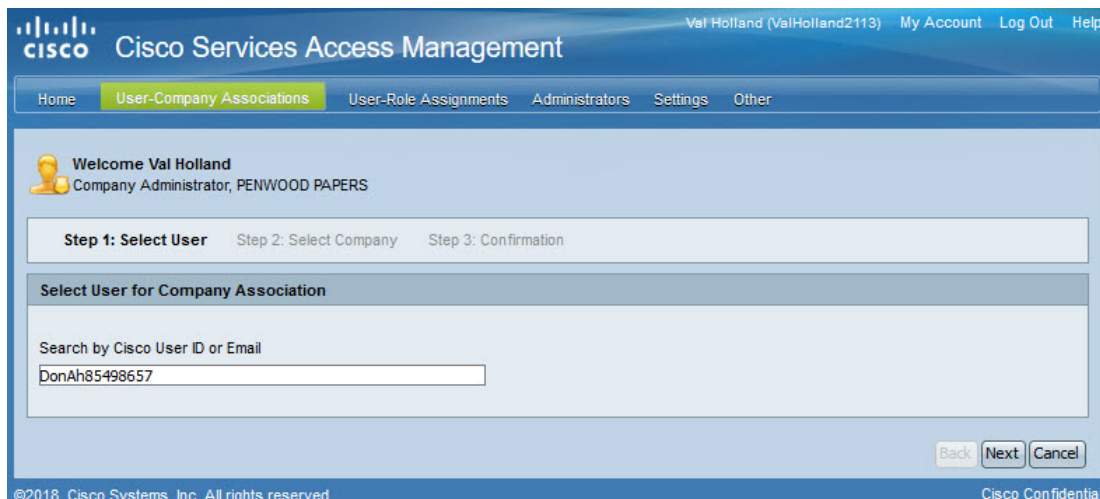 Val Holland (ValHolland2113) My Account Log Out Help
CISCO Cisco Services Access Management
Home User-Company Associations User-Role Assignments Administrators Settings Other
Welcome Val Holland
Company Administrator, PENWOOD PAPERS
Step 1: Select User Step 2: Select Company Step 3: Confirmation
Select User for Company Association
Search by Cisco User ID or Email
DonAh85498657
Back Next Cancel
©2018 Cisco Systems, Inc. All rights reserved. Cisco Confidential